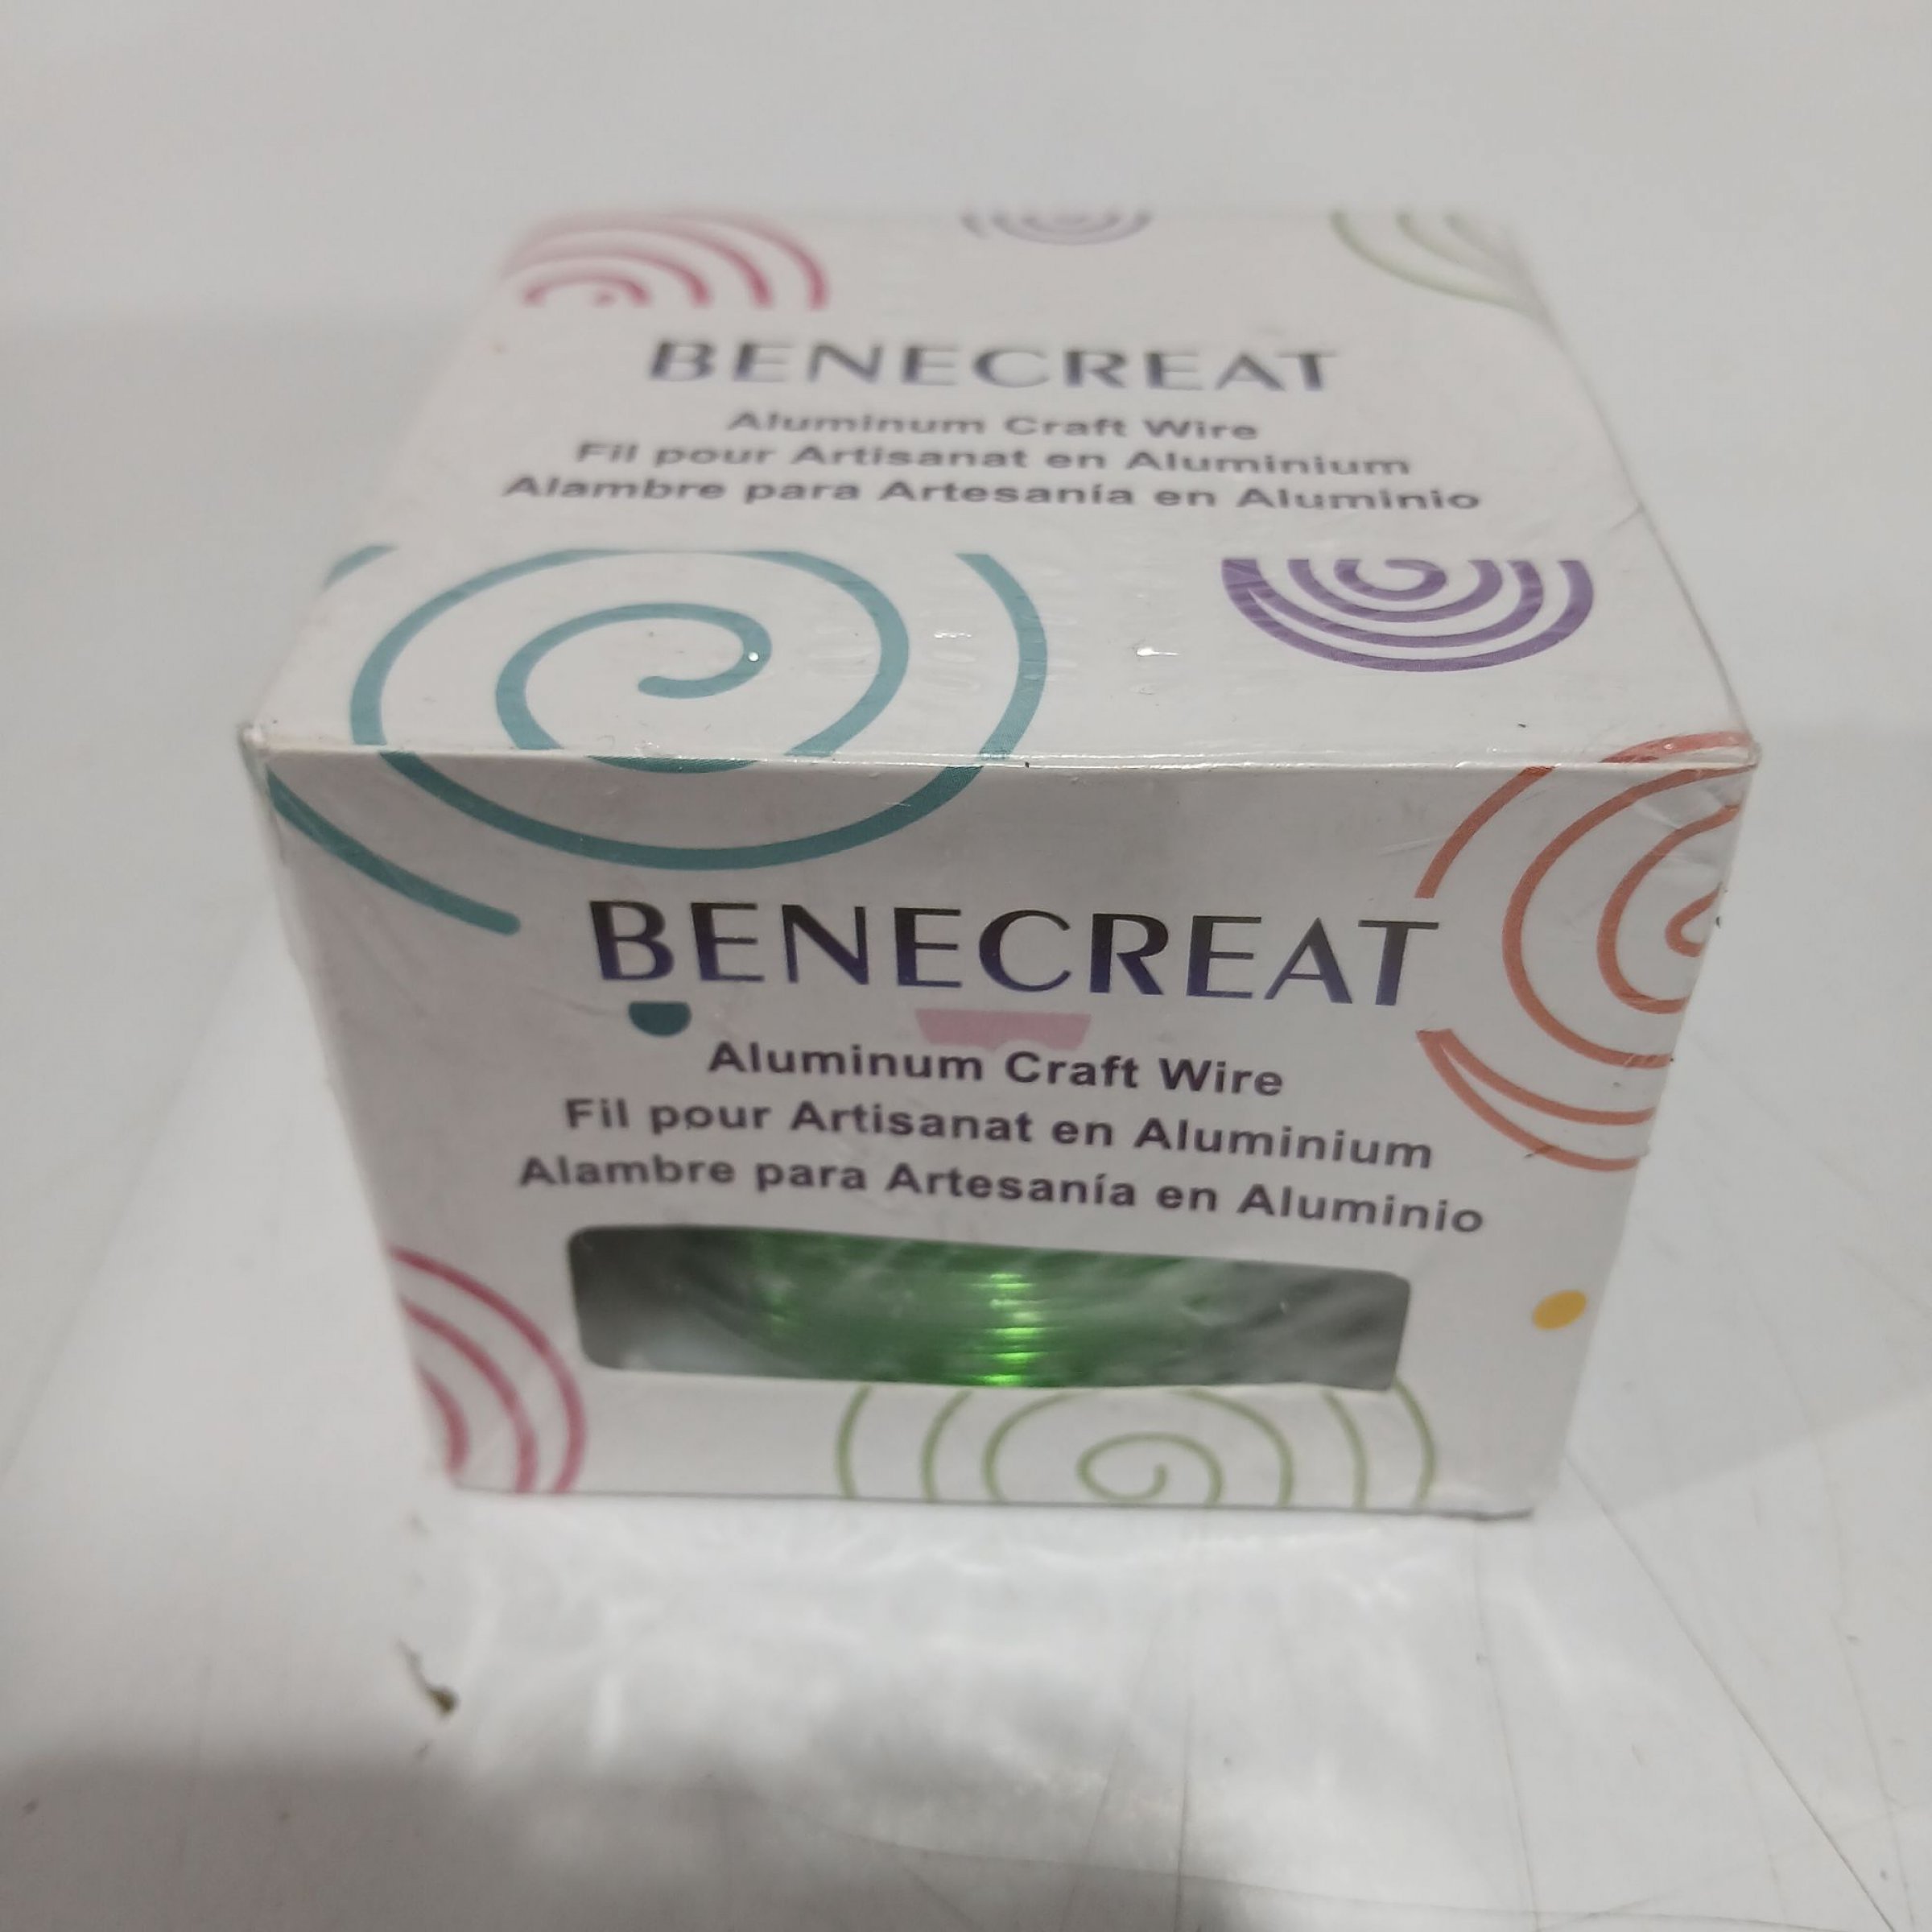 BENECREAT
Aluminum Craft Wire
Fil pour Artisanat en Aluminium
Alambre para Artesanía en Aluminio
BENECREAT
Aluminum Craft Wire
Fil pour Artisanat en Aluminium
Alambre para Artesanía en Aluminio